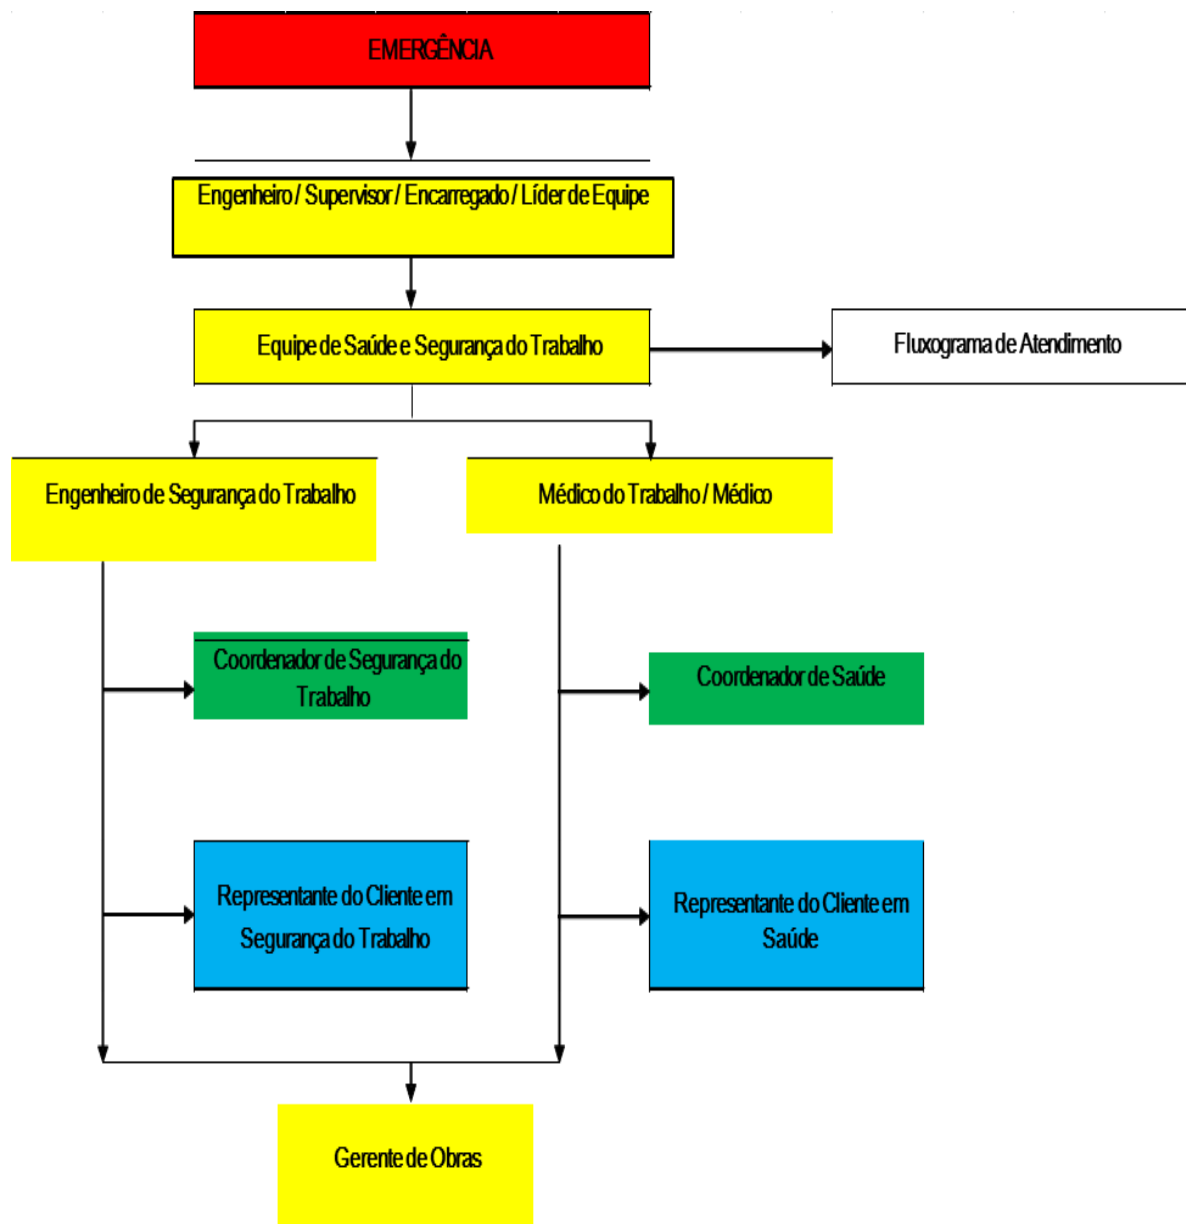 EMERGÊNCIA
Engenheiro / Supervisor / Encarregado / Líder de Equipe
Equipe de Saúde e Segurança do Trabalho
Fluxograma de Atendimento
Engenheiro de Segurança do Trabalho
Médico do Trabalho / Médico
Coordenador de Segurança do
Trabalho
Coordenador de Saúde
Representante do Cliente em
Segurança do Trabalho
Representante do Cliente em
Saúde
Gerente de Obras